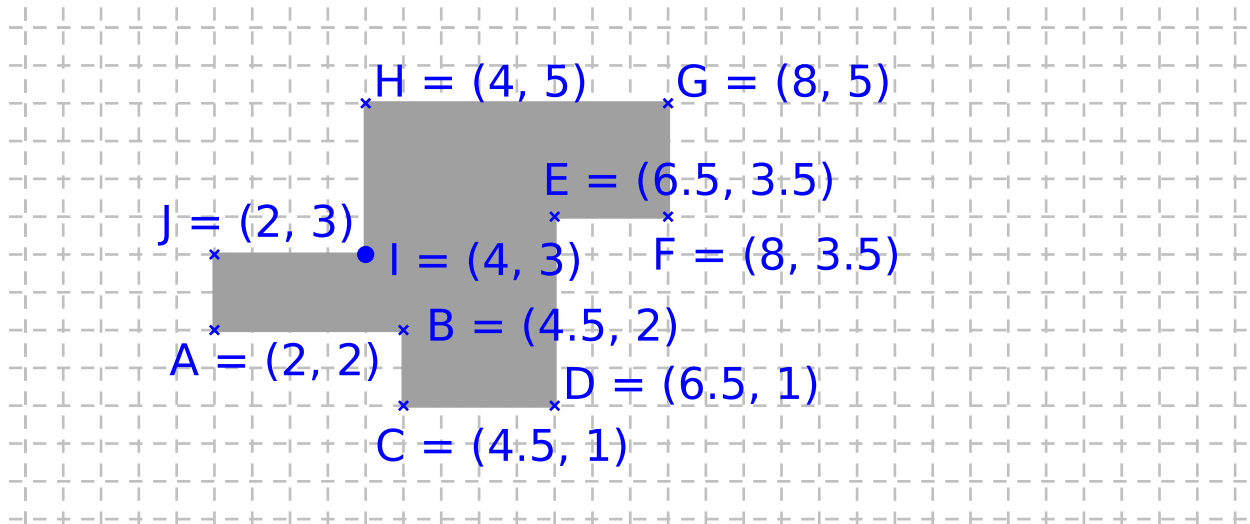 H = (4, 5)
G = (8, 5)
E = (6.5, 3.5)
J = (2, 3)
I = (4, 3)
F = (8, 3.5)
B = (4.5, 2)
A = (2, 2)
D = (6.5, 1)
C = (4.5, 1)